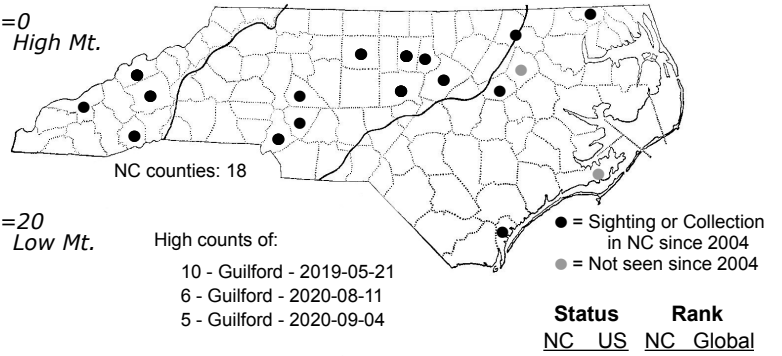 =0
High Mt.
NC counties: 18
=20
Low Mt.
High counts of:
10 - Guilford - 2019-05-21
6 - Guilford - 2020-08-11
5 - Guilford - 2020-09-04
= Sighting or Collection
in NC since 2004
= Not seen since 2004
Status Rank
NC US NC Global